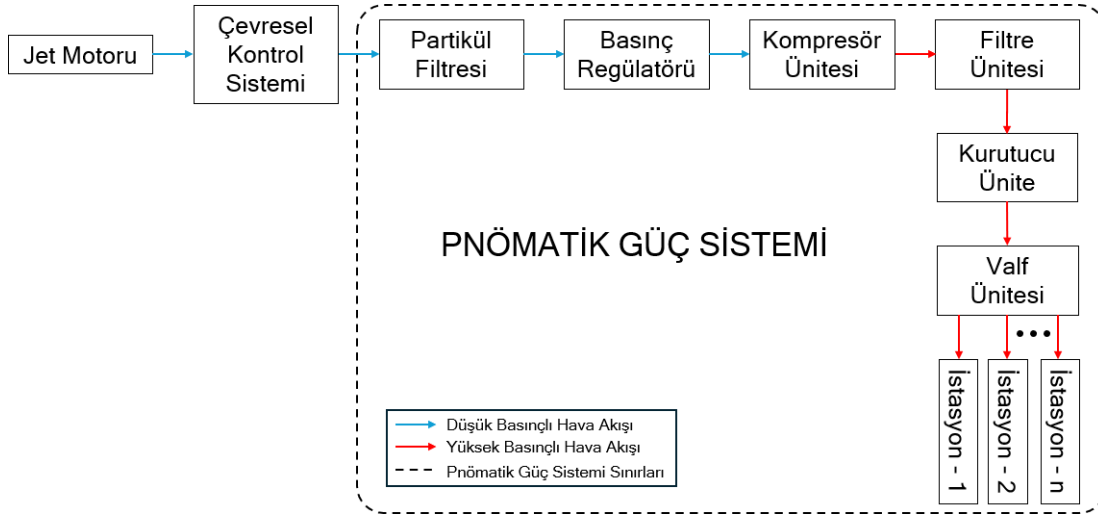 Jet Motoru
Çevresel
Kontrol
Sistemi
Partikül
Filtresi
Basınç
Regülatörü
Kompresör
Ünitesi
Filtre
Ünitesi
Kurutucu
Ünite
PNÖMATİK GÜÇ SİSTEMİ
Valf
Ünitesi
İstasyon - 1
İstasyon - 2
İstasyon - n
Düşük Basınçlı Hava Akışı
Yüksek Basınçlı Hava Akışı
Pnömatik Güç Sistemi Sınırları